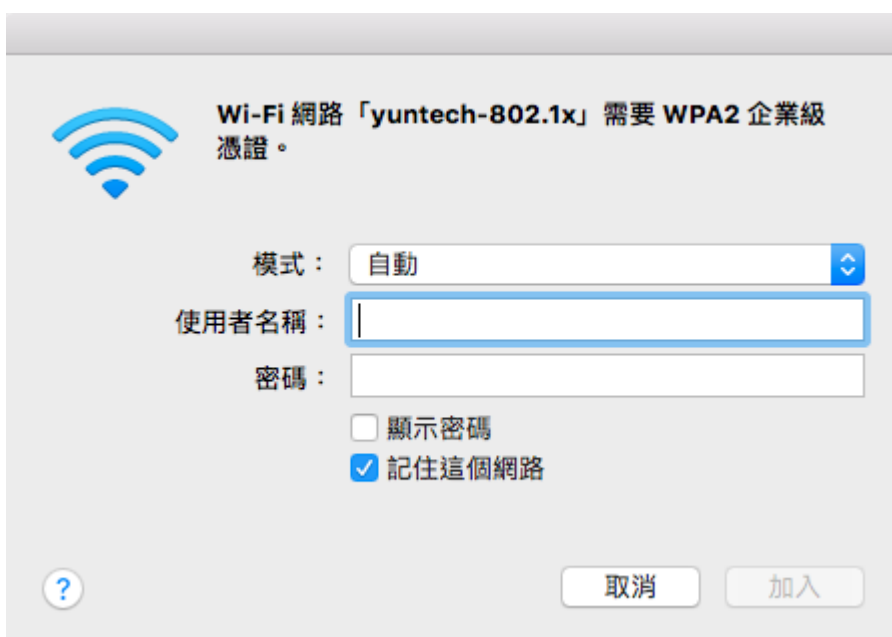 Wi-Fi 網路「yuntech-802.1x」需要 WPA2 企業級
憑證。
模式： 自動
使用者名稱：
密碼：
顯示密碼
記住這個網路
? 取消 加入